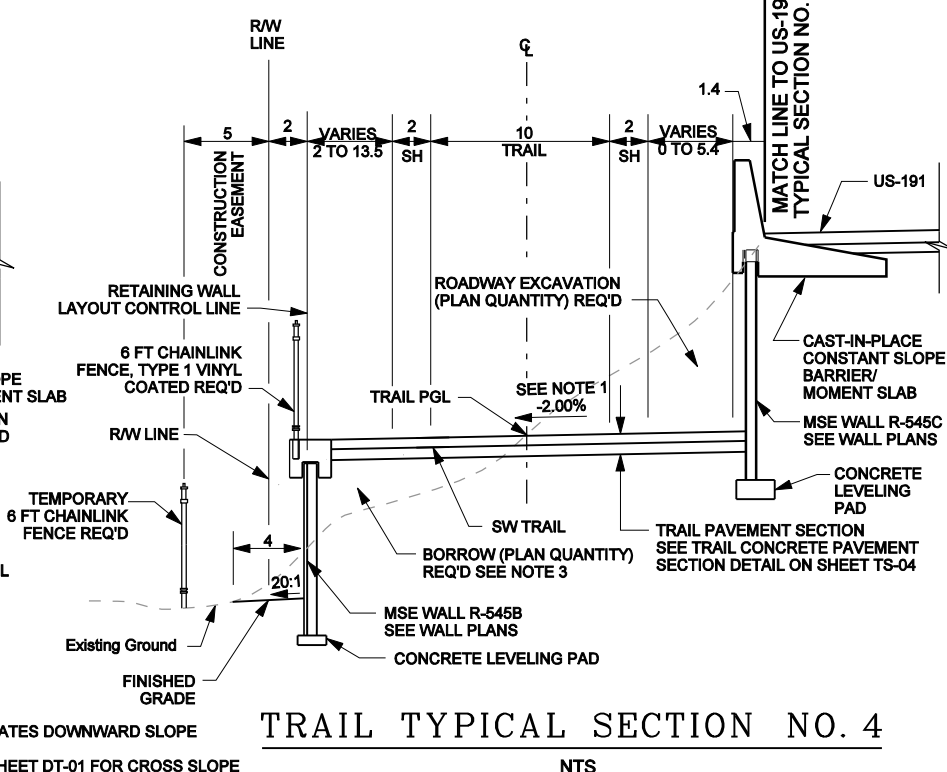 R/W
LINE
℄
1.4
MATCH LINE TO US-19
TYPICAL SECTION NO.
5
2
VARIES
2 TO 13.5
2
SH
10
TRAIL
2
SH
VARIES
0 TO 5.4
CONSTRUCTION
EASEMENT
US-191
RETAINING WALL
LAYOUT CONTROL LINE
ROADWAY EXCAVATION
(PLAN QUANTITY) REQ'D
6 FT CHAINLINK
FENCE, TYPE 1 VINYL
COATED REQ'D
CAST-IN-PLACE
CONSTANT SLOPE
BARRIER/
MOMENT SLAB
OPE
ENT SLAB
N
D
TRAIL PGL
SEE NOTE 1
-2.00%
R/W LINE
MSE WALL R-545C
SEE WALL PLANS
CONCRETE
LEVELING
PAD
TEMPORARY
6 FT CHAINLINK
FENCE REQ'D
4
SW TRAIL
TRAIL PAVEMENT SECTION
SEE TRAIL CONCRETE PAVEMENT
SECTION DETAIL ON SHEET TS-04
BORROW (PLAN QUANTITY)
REQ'D SEE NOTE 3
L
20:1
MSE WALL R-545B
SEE WALL PLANS
Existing Ground
CONCRETE LEVELING PAD
FINISHED
GRADE
ATES DOWNWARD SLOPE
TRAIL TYPICAL SECTION NO. 4
HEET DT-01 FOR CROSS SLOPE
NTS